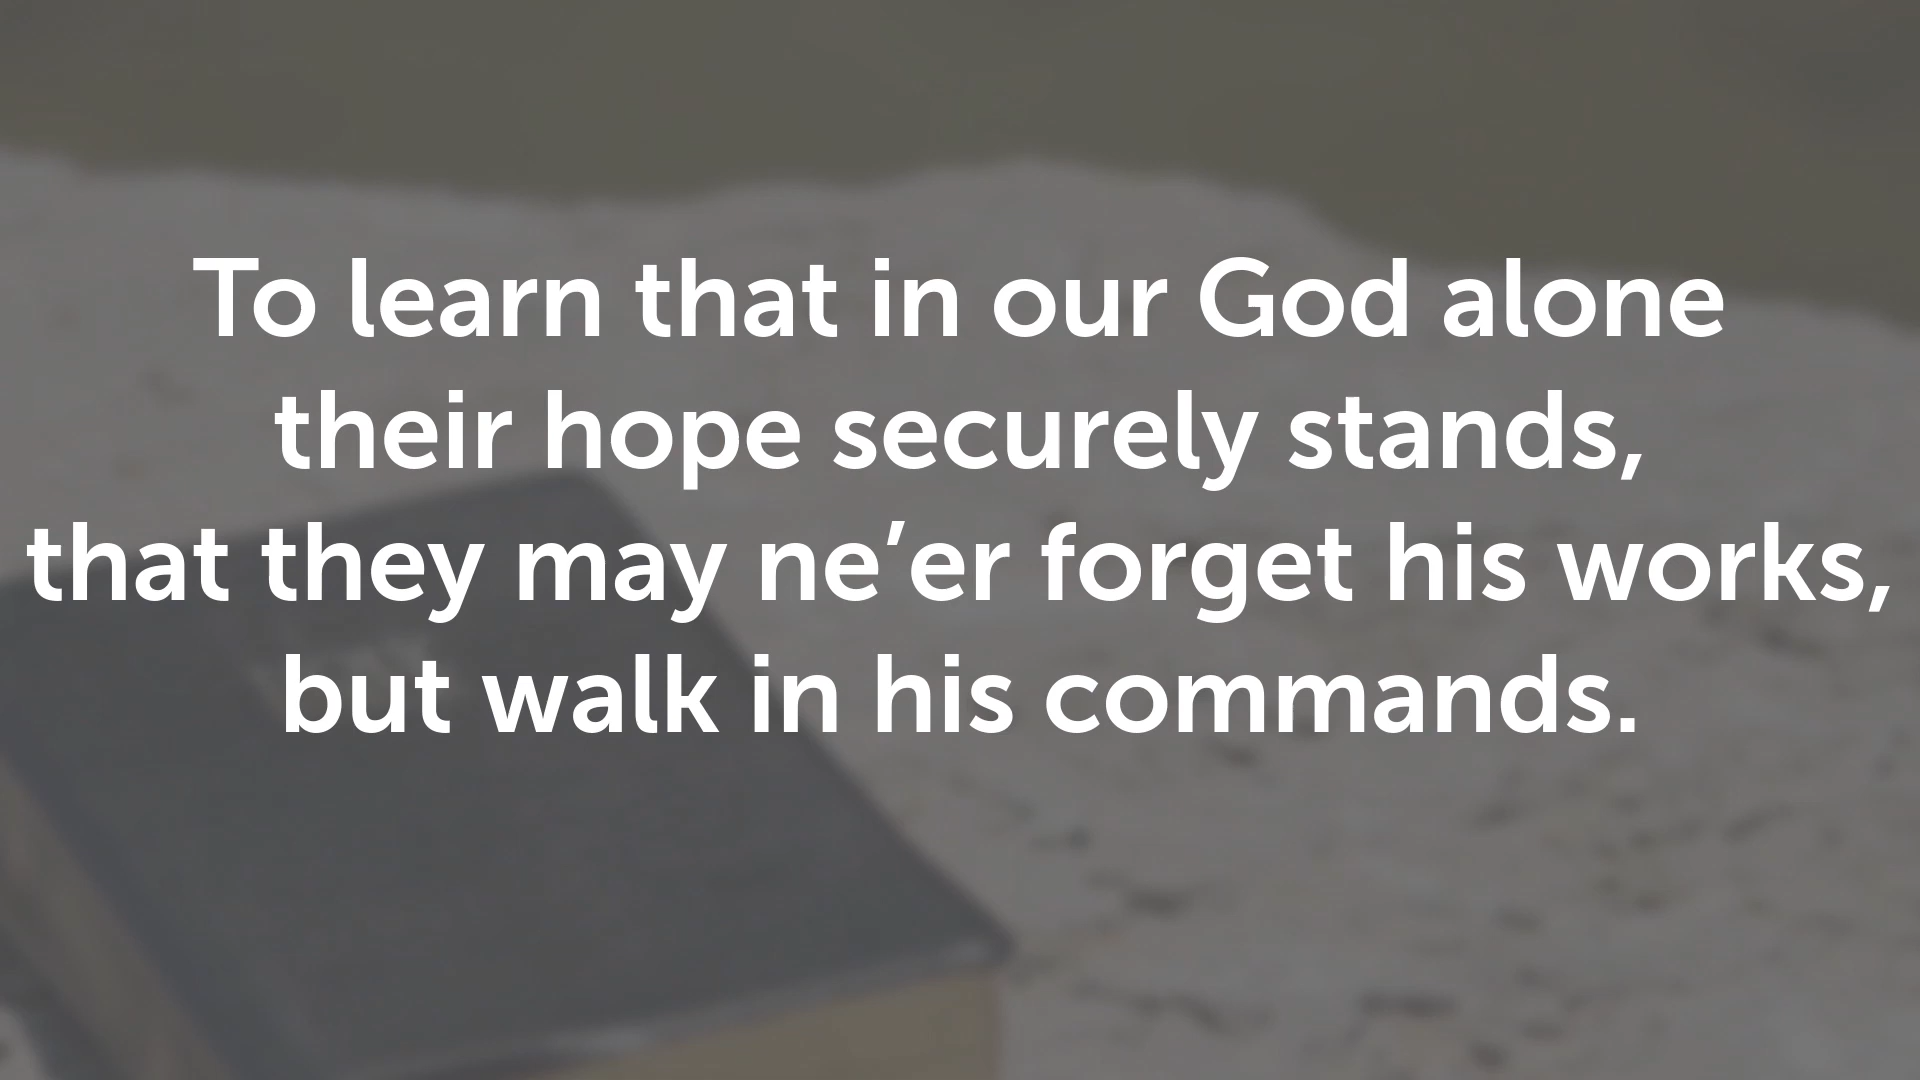 To learn that in our God alone
their hope securely stands,
that they may ne’er forget his works,
but walk in his commands.